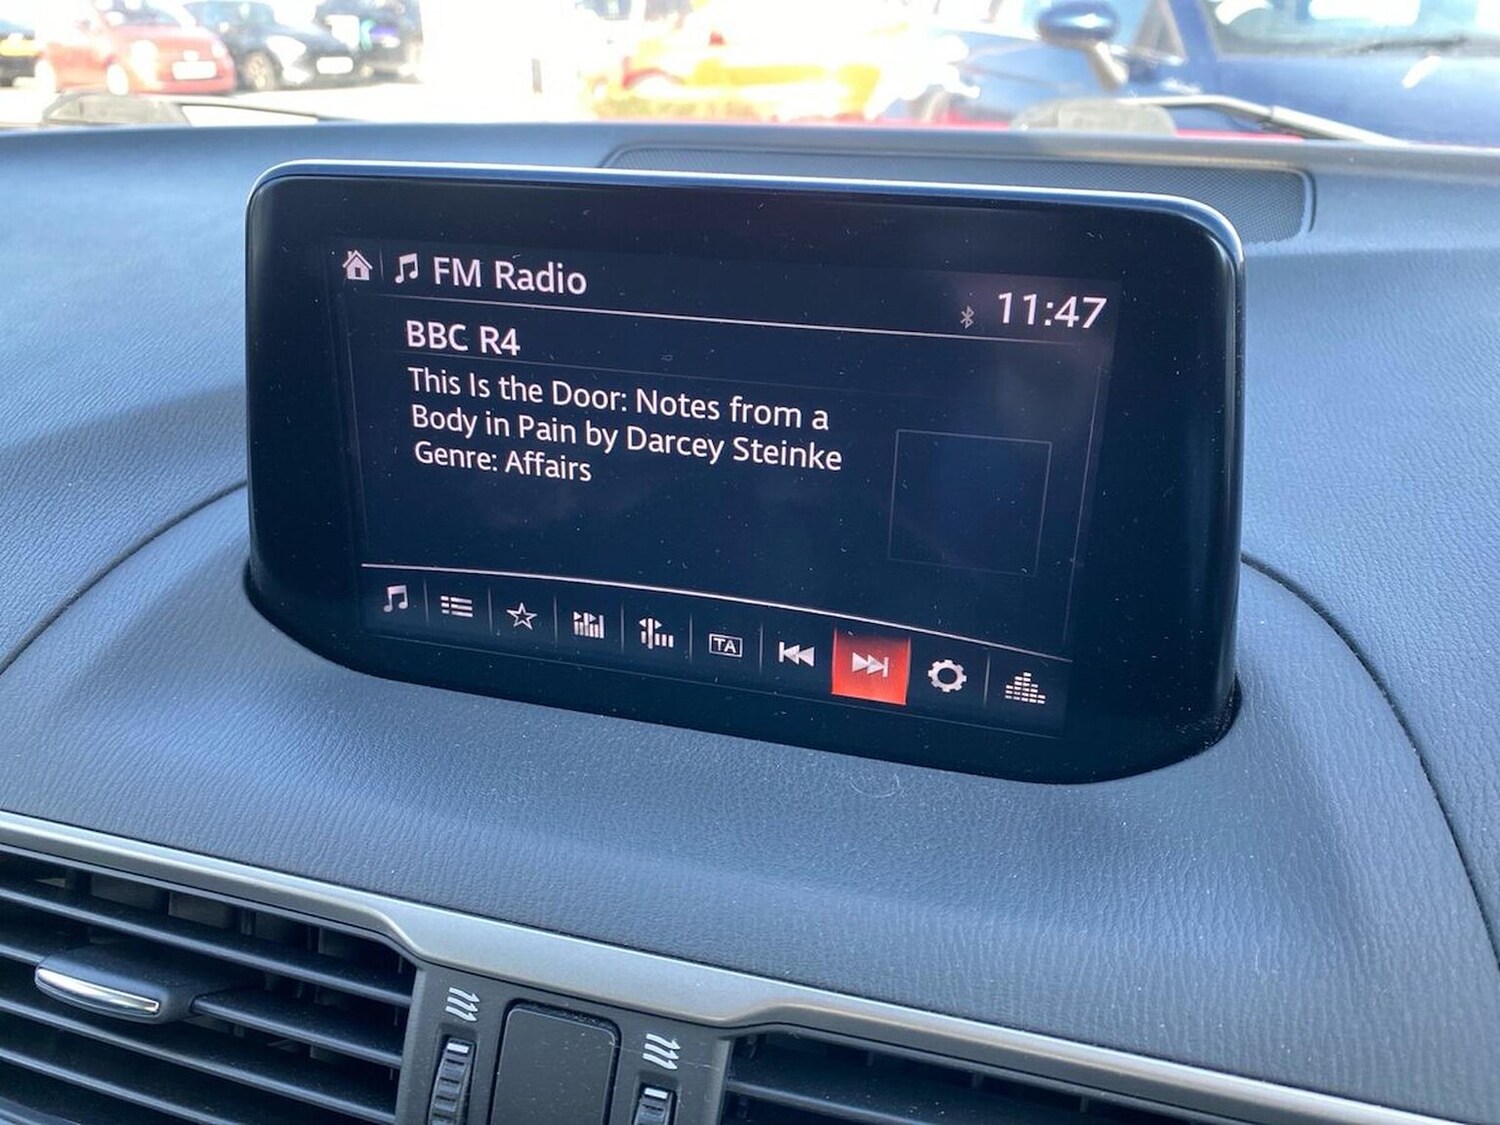 FM Radio
11:47
BBC R4
This Is the Door: Notes from a
Body in Pain by Darcey Steinke
Genre: Affairs
TA